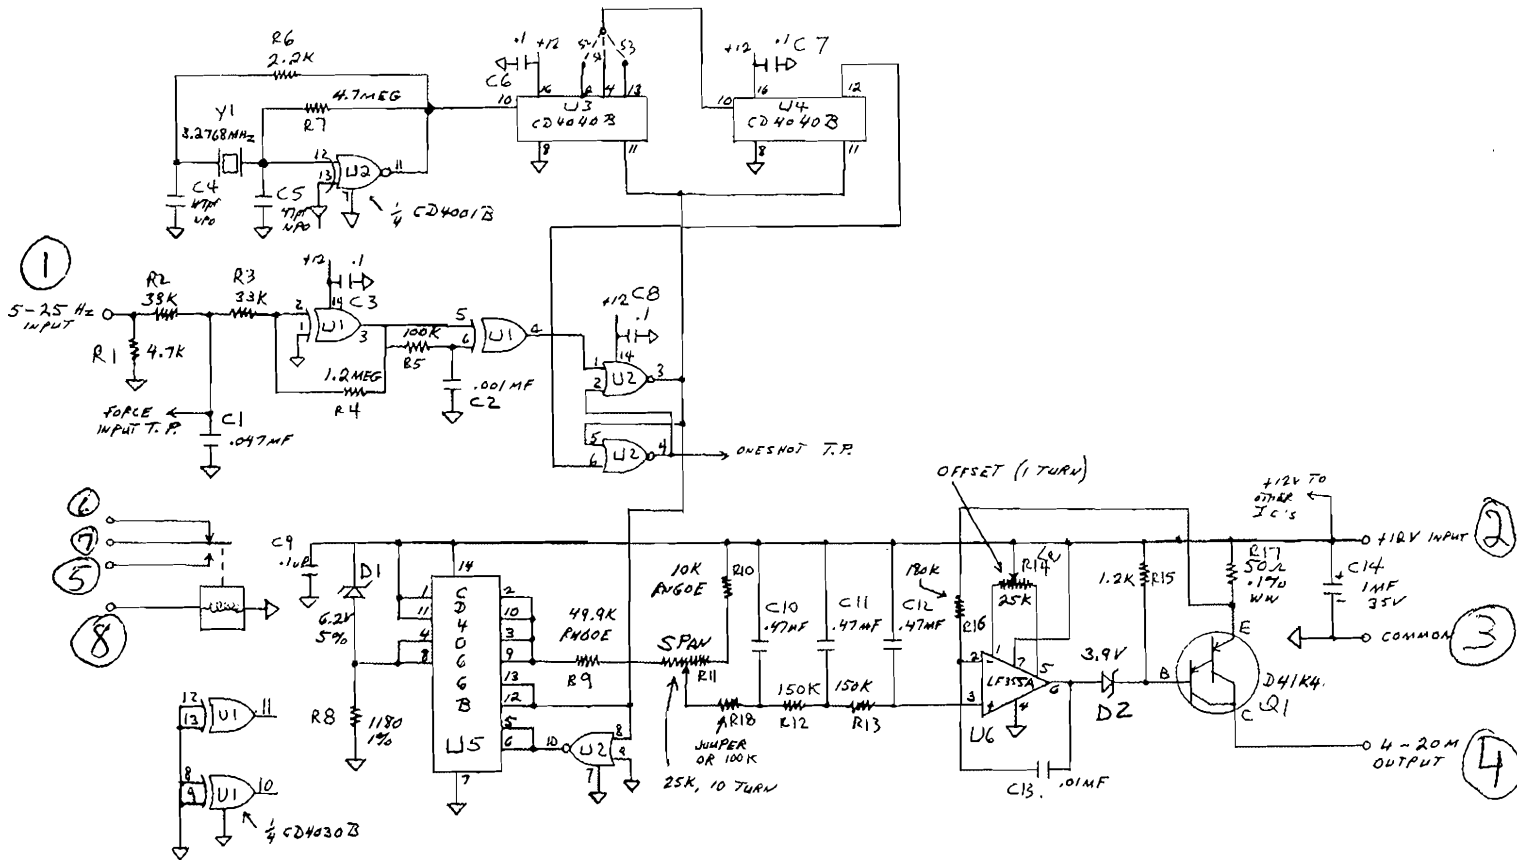 R6
2.2K
4.7MEG
R7
Y1
3.2768MHz
C4
47pf
NPO
C5
47pf
NPO
12
13
U2
11
7
1/4 CD4001B
.1
+12
C6
10
16
U3
CD4040B
2
4
13
8
11
S3
+12
.1
C7
10
16
U4
CD4040B
12
8
11
1
5-25 Hz
INPUT
R1
4.7K
R2
33K
R3
33K
+12
.1
C3
14
2
1
U1
3
1.2MEG
R4
100K
R5
5
6
U1
4
.001MF
C2
FORCE
INPUT T.P.
C1
.047MF
+12
C8
.1
14
1
2
U2
3
5
6
U2
4
ONESHOT T.P.
6
7
5
8
C9
.1uF
D1
6.2V
5%
R8
1180
1%
14
1
11
4
8
CD4066B
U5
2
10
3
9
13
12
5
6
7
49.9K
RN60E
R9
10
U2
8
9
7
10K
RN60E
R10
SPAN
R11
25K, 10 TURN
R18
JUMPER
OR 100K
C10
.47MF
C11
.47MF
C12
.47MF
150K
R12
150K
R13
OFFSET (1 TURN)
180K
R16
R14
25K
2
3
1
7
5
6
4
LF355A
U6
C13.
.01MF
3.9V
D2
1.2K
R15
R17
50Ω
.1%
WW
B
E
C
D41K4
Q1
+12V TO
OTHER
IC'S
C14
1MF
35V
+12V INPUT
2
COMMON
3
4-20M
OUTPUT
4
12
13
U1
11
8
9
U1
10
1/4 CD4030B